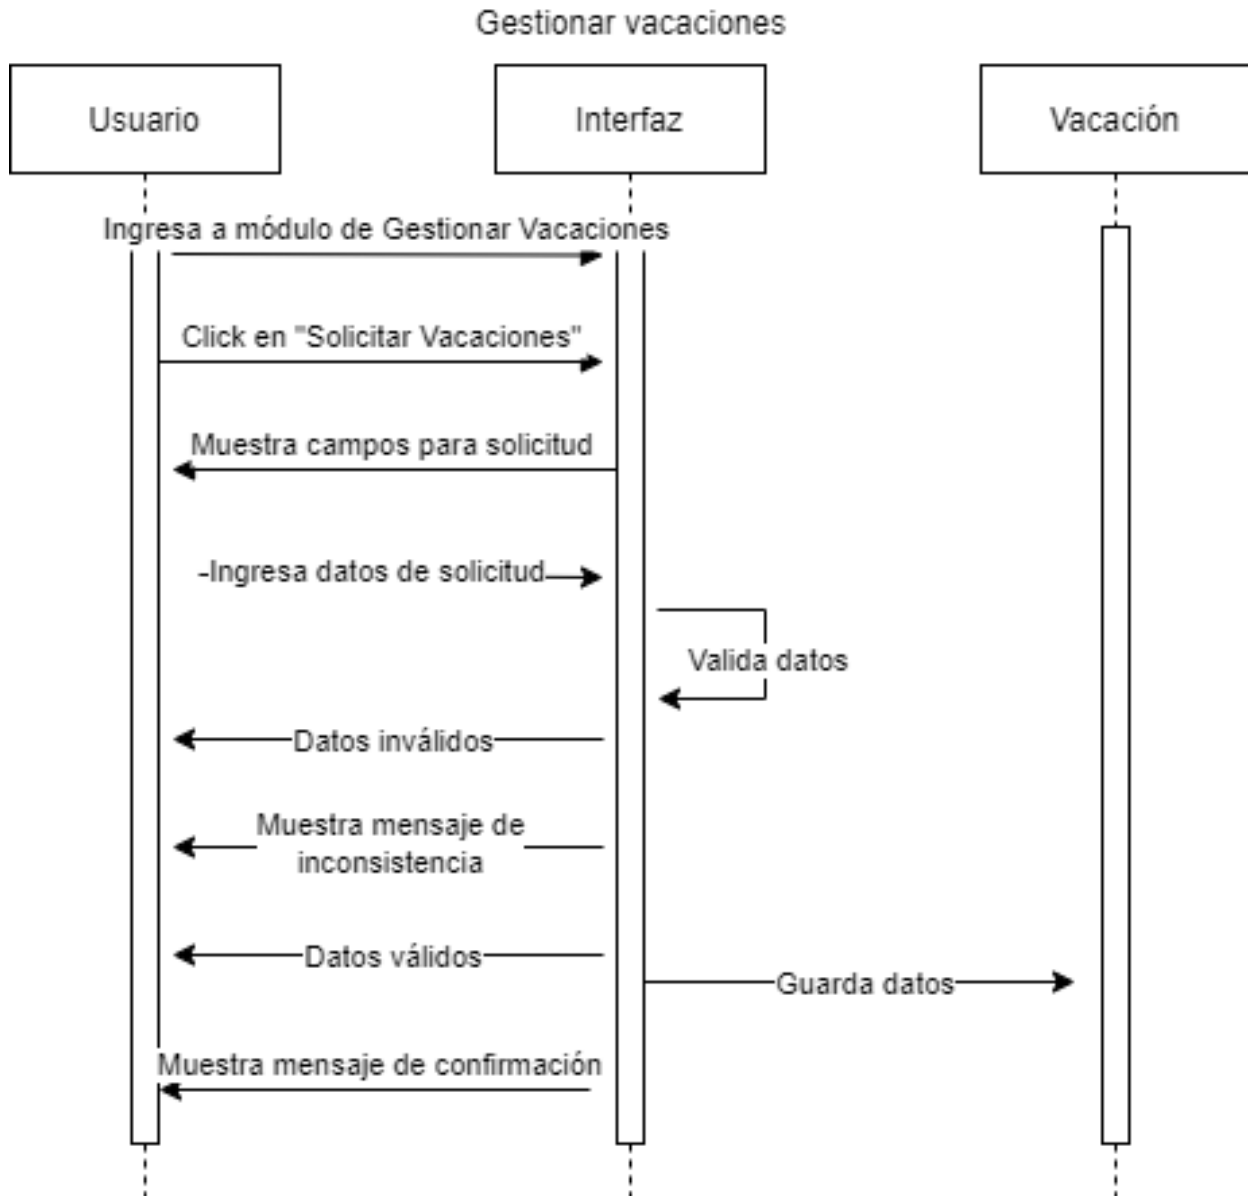 Gestionar vacaciones
Usuario
Interfaz
Vacación
Ingresa a módulo de Gestionar Vacaciones
Click en "Solicitar Vacaciones"
Muestra campos para solicitud
-Ingresa datos de solicitud
Valida datos
Datos inválidos
Muestra mensaje de
inconsistencia
Datos válidos
Guarda datos
Muestra mensaje de confirmación